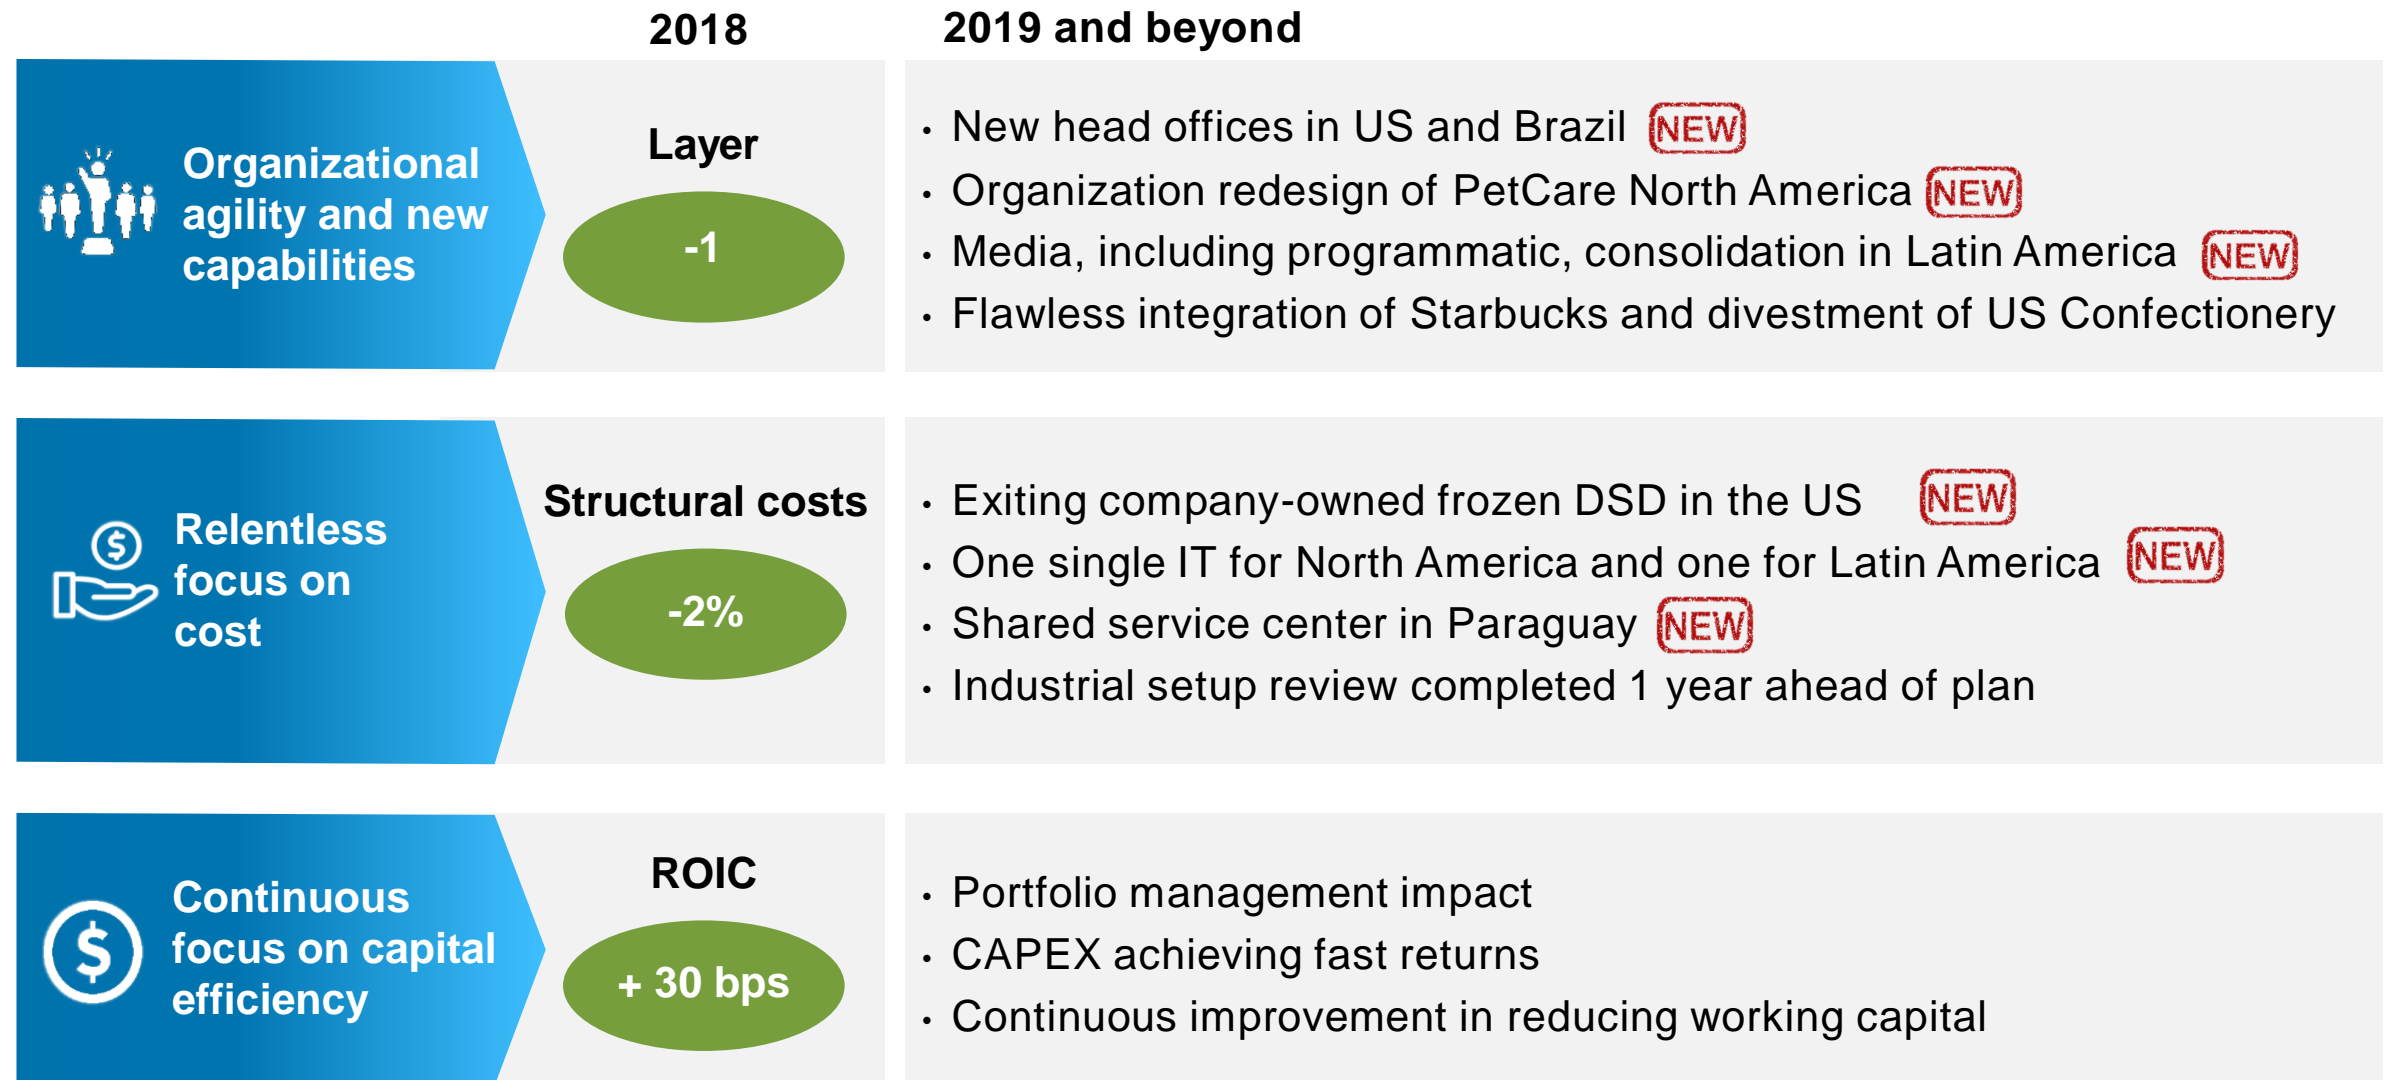 2018
2019 and beyond
Organizational
agility and new
capabilities
Layer
-1
• New head offices in US and Brazil NEW
• Organization redesign of PetCare North America NEW
• Media, including programmatic, consolidation in Latin America NEW
• Flawless integration of Starbucks and divestment of US Confectionery
$
Relentless
focus on
cost
Structural costs
-2%
• Exiting company-owned frozen DSD in the US NEW
• One single IT for North America and one for Latin America NEW
• Shared service center in Paraguay NEW
• Industrial setup review completed 1 year ahead of plan
$
Continuous
focus on capital
efficiency
ROIC
+ 30 bps
• Portfolio management impact
• CAPEX achieving fast returns
• Continuous improvement in reducing working capital